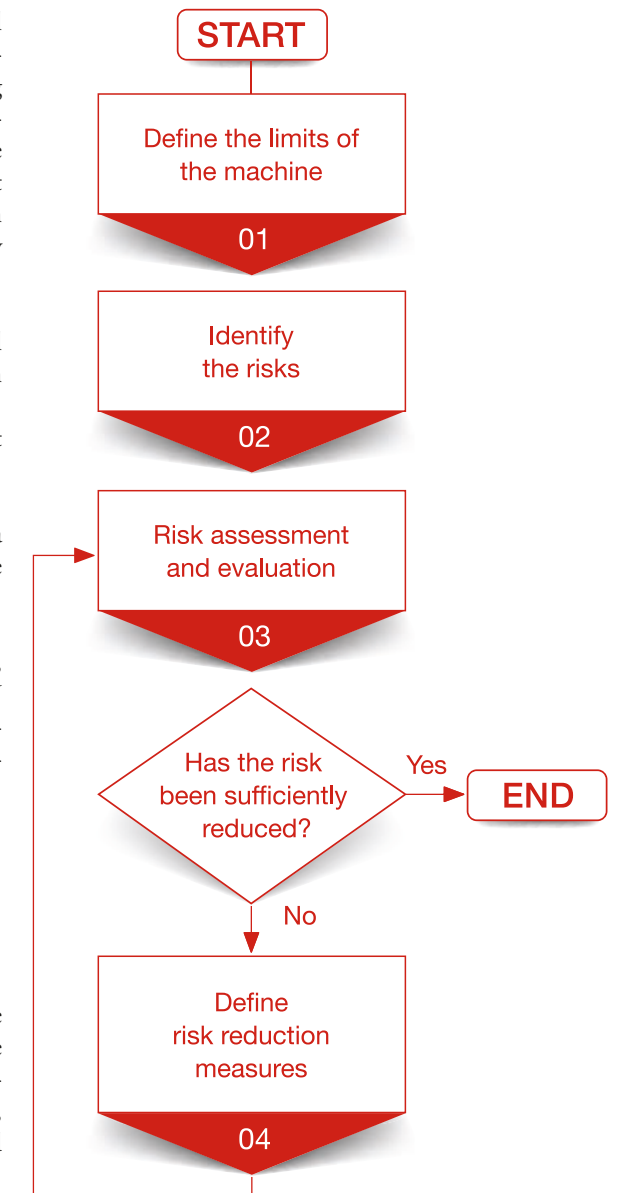 START
Define the limits of
the machine
01
Identify
the risks
02
Risk assessment
and evaluation
03
Has the risk
been sufficiently
reduced?
Yes
END
No
Define
risk reduction
measures
04